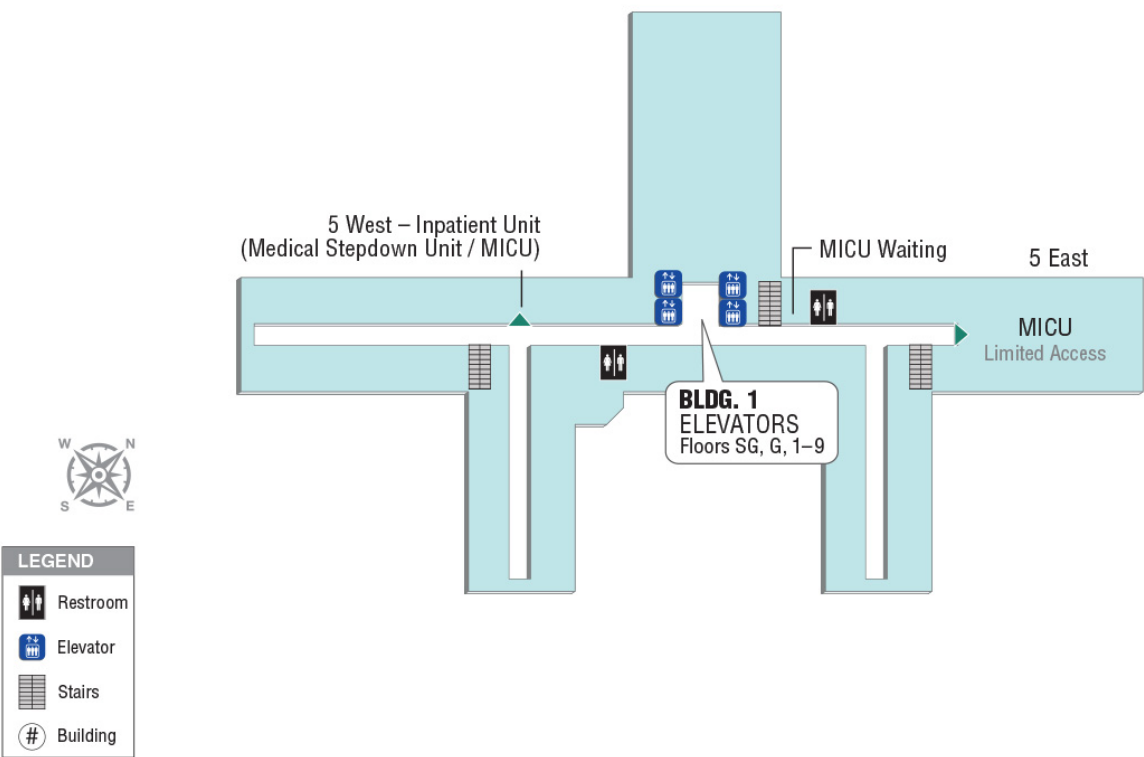 5 West – Inpatient Unit
(Medical Stepdown Unit / MICU)
MICU Waiting
5 East
MICU
Limited Access
BLDG. 1
ELEVATORS
Floors SG, G, 1–9
W N
S E
LEGEND
Restroom
Elevator
Stairs
# Building